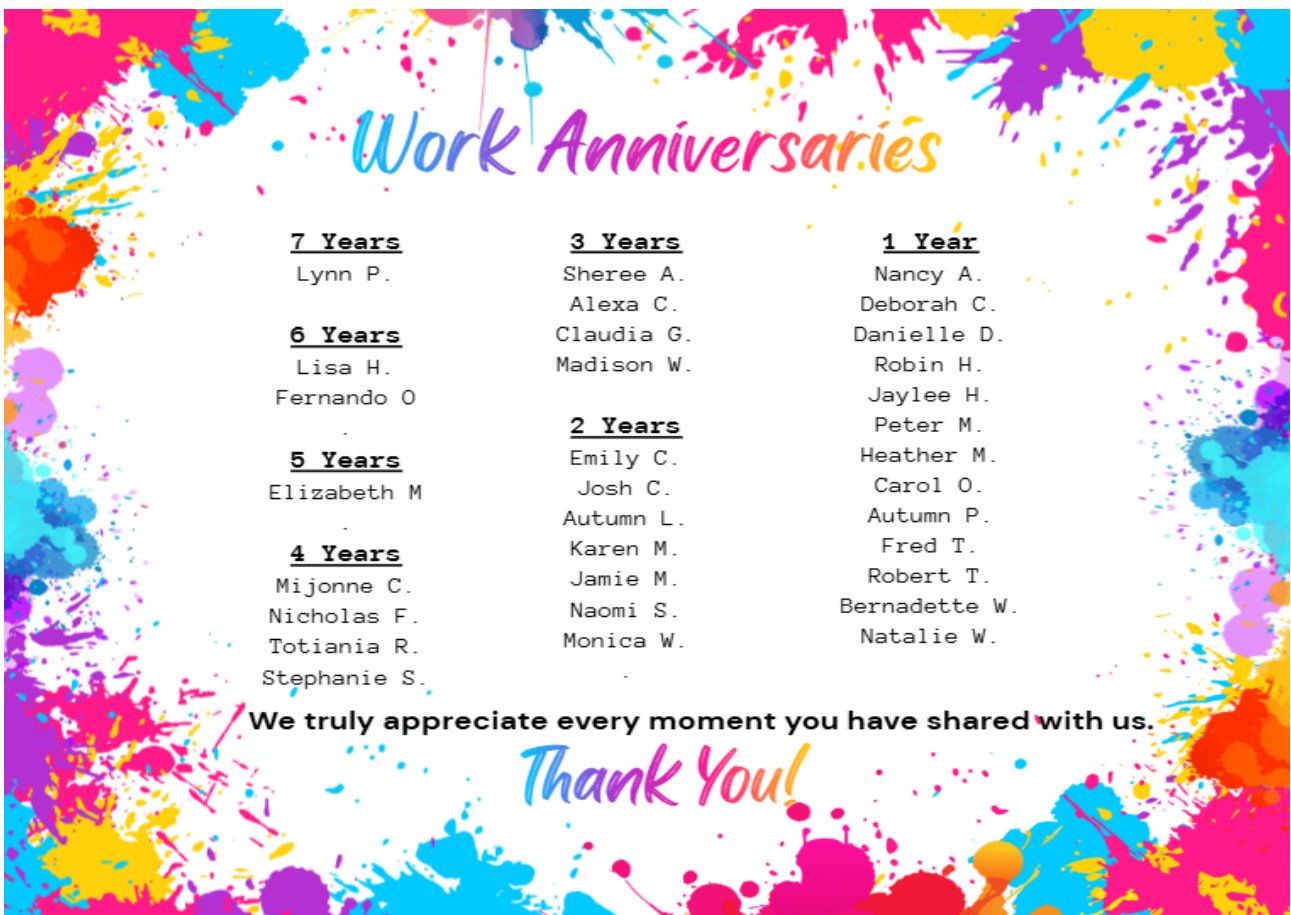 Work Anniversaries
7 Years
Lynn P.
6 Years
Lisa H.
Fernando O
.
5 Years
Elizabeth M
.
4 Years
Mijonne C.
Nicholas F.
Totiania R.
Stephanie S.
3 Years
Sheree A.
Alexa C.
Claudia G.
Madison W.
2 Years
Emily C.
Josh C.
Autumn L.
Karen M.
Jamie M.
Naomi S.
Monica W.
.
1 Year
Nancy A.
Deborah C.
Danielle D.
Robin H.
Jaylee H.
Peter M.
Heather M.
Carol O.
Autumn P.
Fred T.
Robert T.
Bernadette W.
Natalie W.
We truly appreciate every moment you have shared with us.
Thank You!